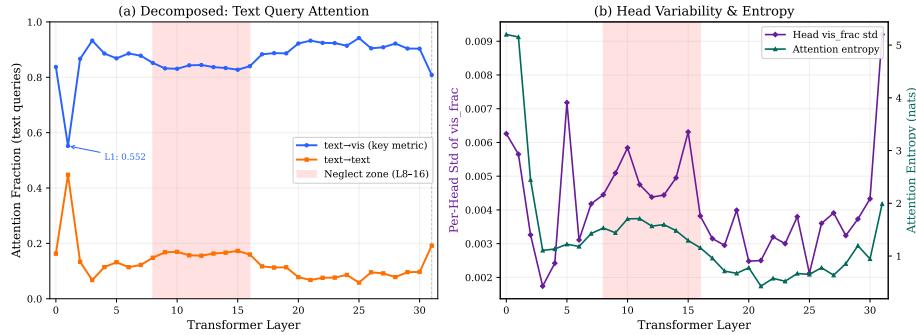 (a) Decomposed: Text Query Attention
Attention Fraction (text queries)
1.0
0.8
0.6
0.4
0.2
0.0
L1: 0.552
text→vis (key metric)
text→text
Neglect zone (L8–16)
0 5 10 15 20 25 30
Transformer Layer
(b) Head Variability & Entropy
Per-Head Std of vis_frac
0.009
0.008
0.007
0.006
0.005
0.004
0.003
0.002
Head vis_frac std
Attention entropy
5
4
3
2
1
Attention Entropy (nats)
0 5 10 15 20 25 30
Transformer Layer